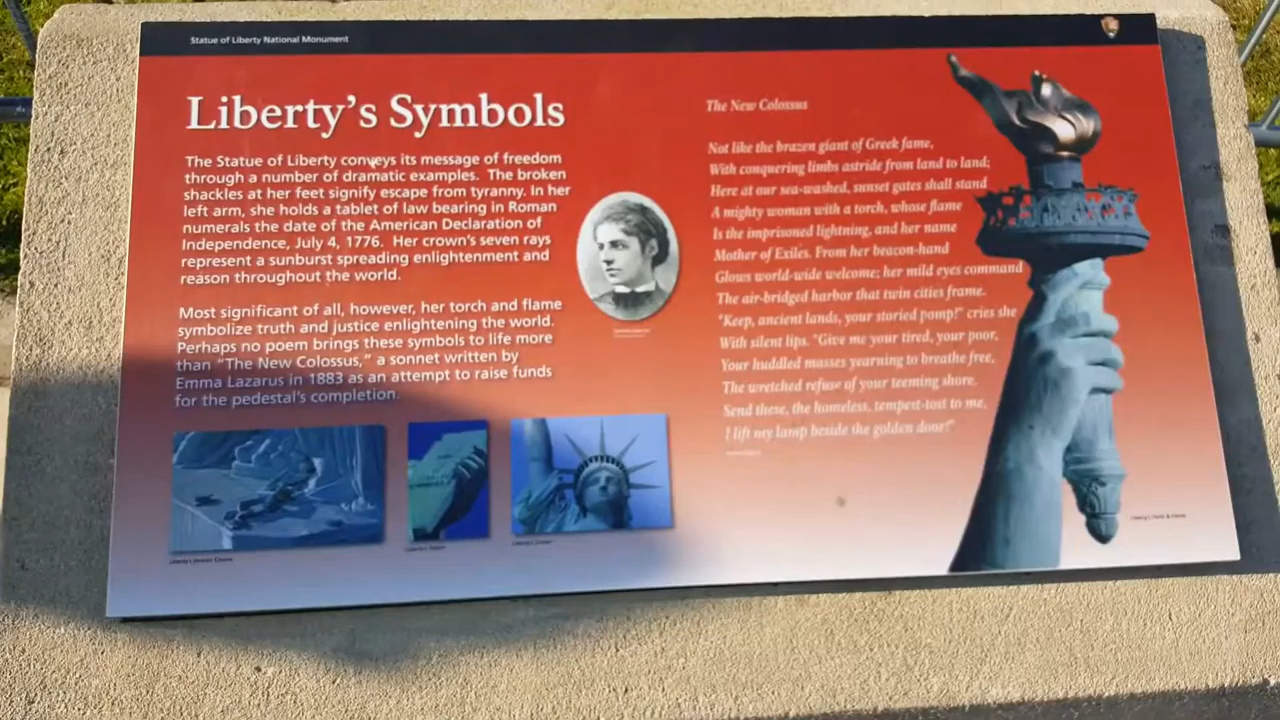 Statue of Liberty National Monument
Liberty's Symbols
The Statue of Liberty conveys its message of freedom
through a number of dramatic examples. The broken
shackles at her feet signify escape from tyranny. In her
left arm, she holds a tablet of law bearing in Roman
numerals the date of the American Declaration of
Independence, July 4, 1776. Her crown's seven rays
represent a sunburst spreading enlightenment and
reason throughout the world.
Most significant of all, however, her torch and flame
symbolize truth and justice enlightening the world.
Perhaps no poem brings these symbols to life more
than "The New Colossus," a sonnet written by
Emma Lazarus in 1883 as an attempt to raise funds
for the pedestal's completion.
The New Colossus
Not like the brazen giant of Greek fame,
With conquering limbs astride from land to land;
Here at our sea-washed, sunset gates shall stand
A mighty woman with a torch, whose flame
Is the imprisoned lightning, and her name
Mother of Exiles. From her beacon-hand
Glows world-wide welcome; her mild eyes command
The air-bridged harbor that twin cities frame.
"Keep, ancient lands, your storied pomp!" cries she
With silent lips. "Give me your tired, your poor,
Your huddled masses yearning to breathe free,
The wretched refuse of your teeming shore.
Send these, the homeless, tempest-tost to me,
I lift my lamp beside the golden door!"
Liberty's Broken Chains
Liberty's Tablet
Liberty's Crown
Liberty's Torch & Flame